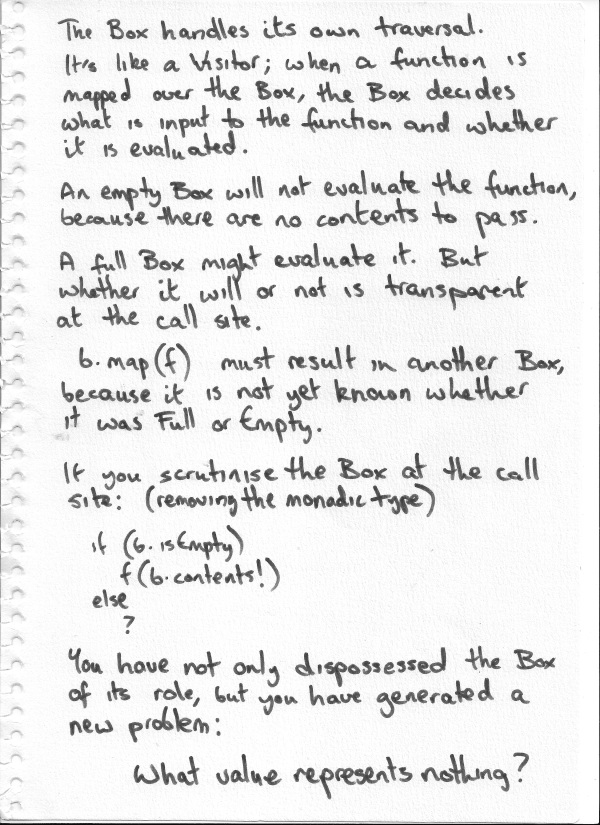 The Box handles its own traversal.
It's like a Visitor; when a function is
mapped over the Box, the Box decides
what is input to the function and whether
it is evaluated.
An empty Box will not evaluate the function,
because there are no contents to pass.
A full Box might evaluate it. But
whether it will or not is transparent
at the call site.
b.map(f) must result in another Box,
because it is not yet known whether
it was Full or Empty.
If you scrutinise the Box at the call
site: (removing the monadic type)
if (b.isEmpty)
f(b.contents!)
else
?
You have not only dispossessed the Box
of its role, but you have generated a
new problem:
What value represents nothing?